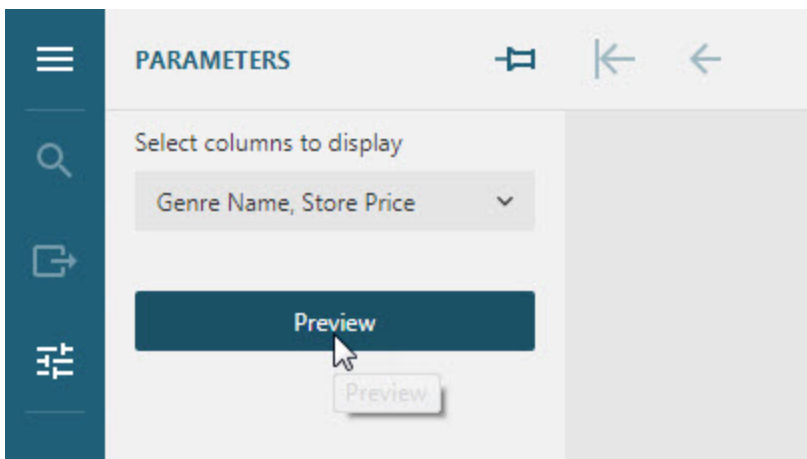 PARAMETERS
Select columns to display
Genre Name, Store Price
Preview
Preview